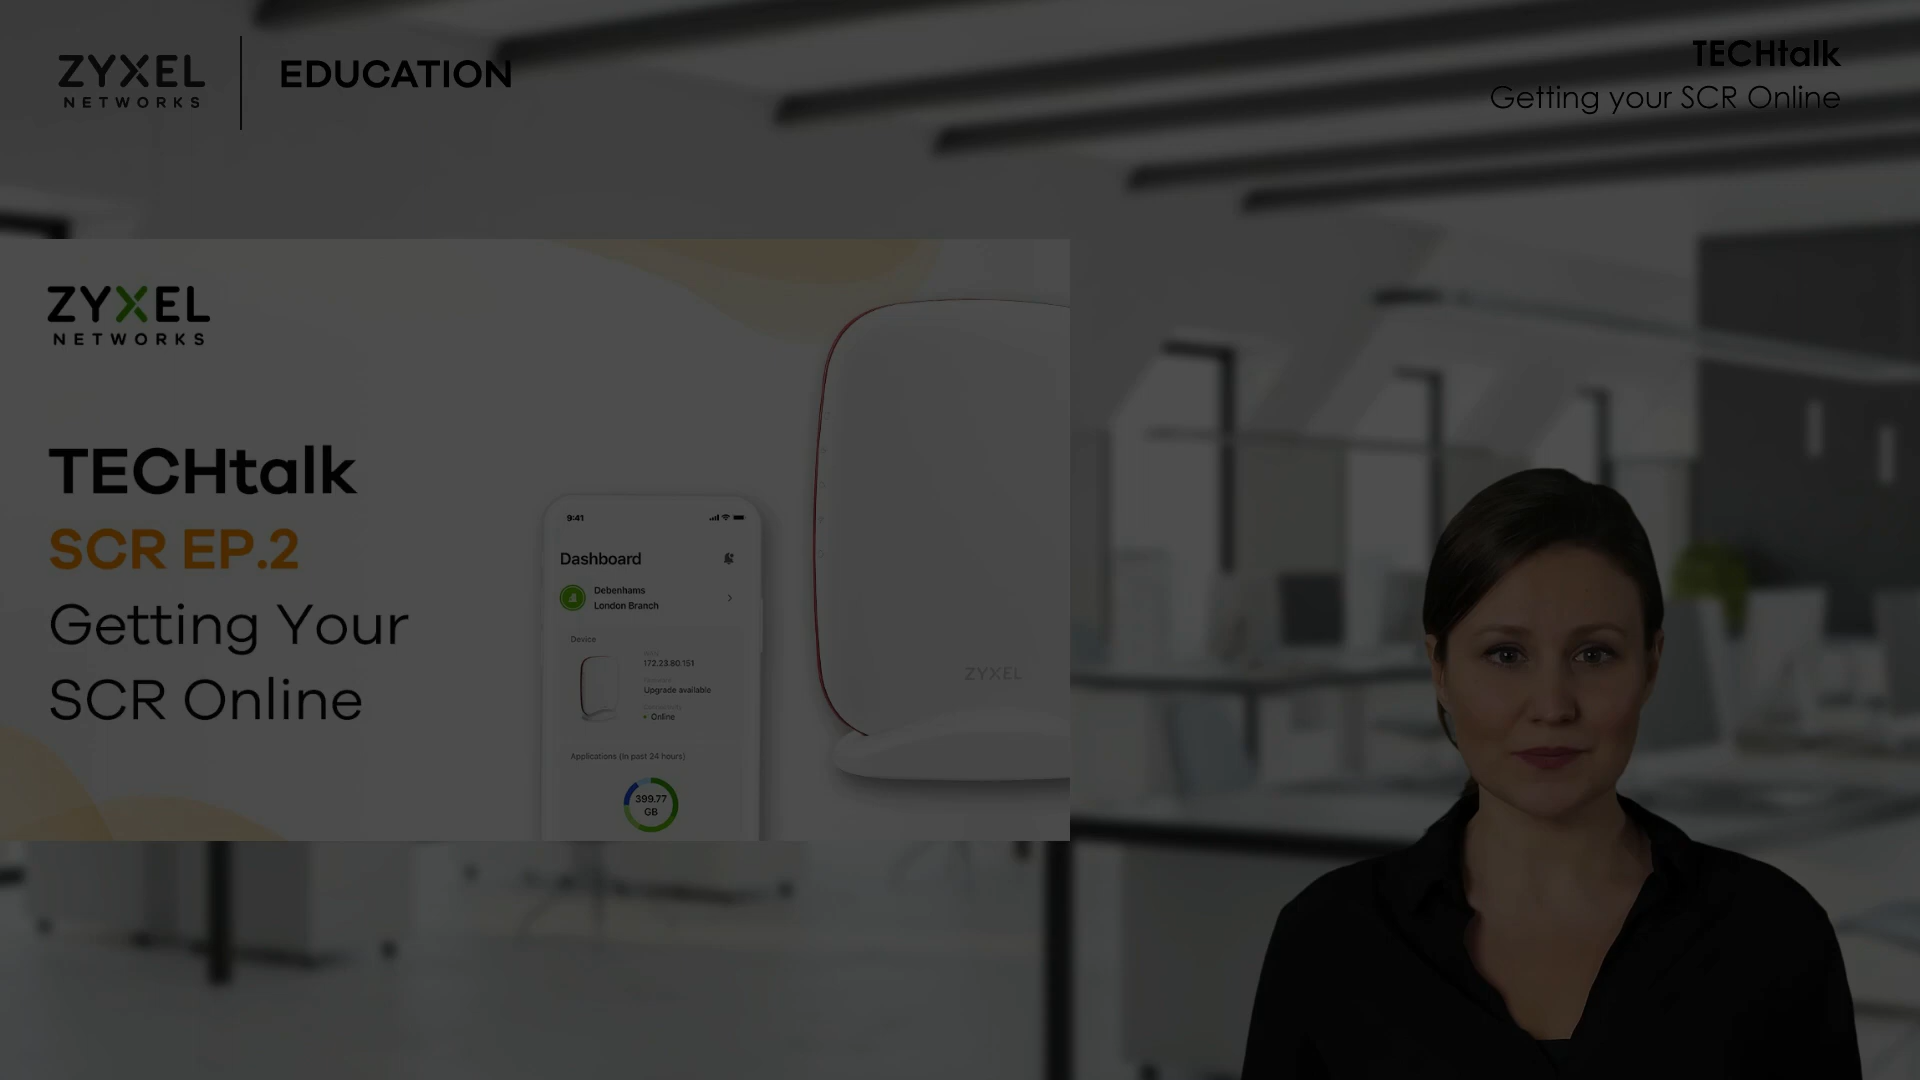 ZYXEL
NETWORKS
EDUCATION
TECHtalk
Getting your SCR Online
ZYXEL
NETWORKS
TECHtalk
SCR EP.2
Getting Your
SCR Online
9:41
Dashboard
Debenhams
London Branch
Device
172.23.80.151
Upgrade available
Online
Applications (in past 24 hours)
399.77
GB
ZYXEL